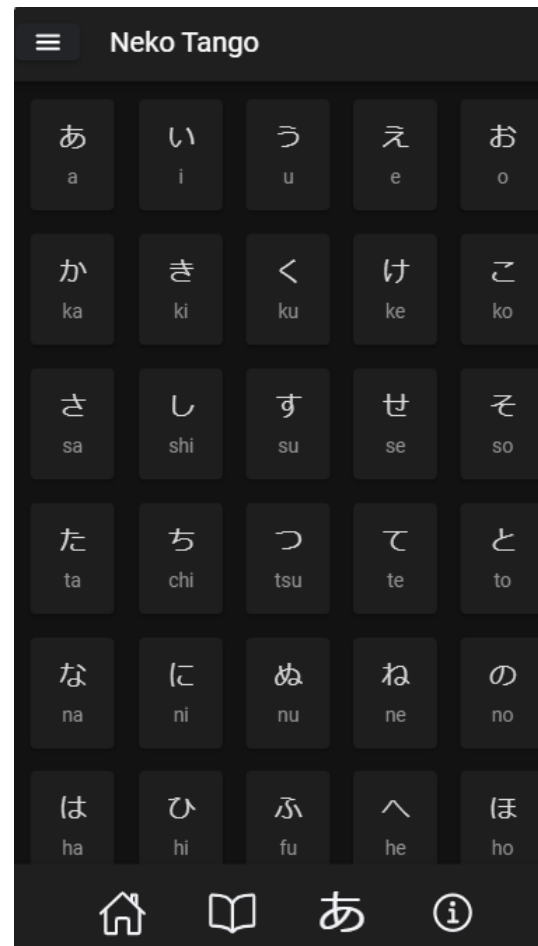 Neko Tango
あ い う え お
a i u e o
か き く け こ
ka ki ku ke ko
さ し す せ そ
sa shi su se so
た ち つ て と
ta chi tsu te to
な に ぬ ね の
na ni nu ne no
は ひ ふ へ ほ
ha hi fu he ho
あ